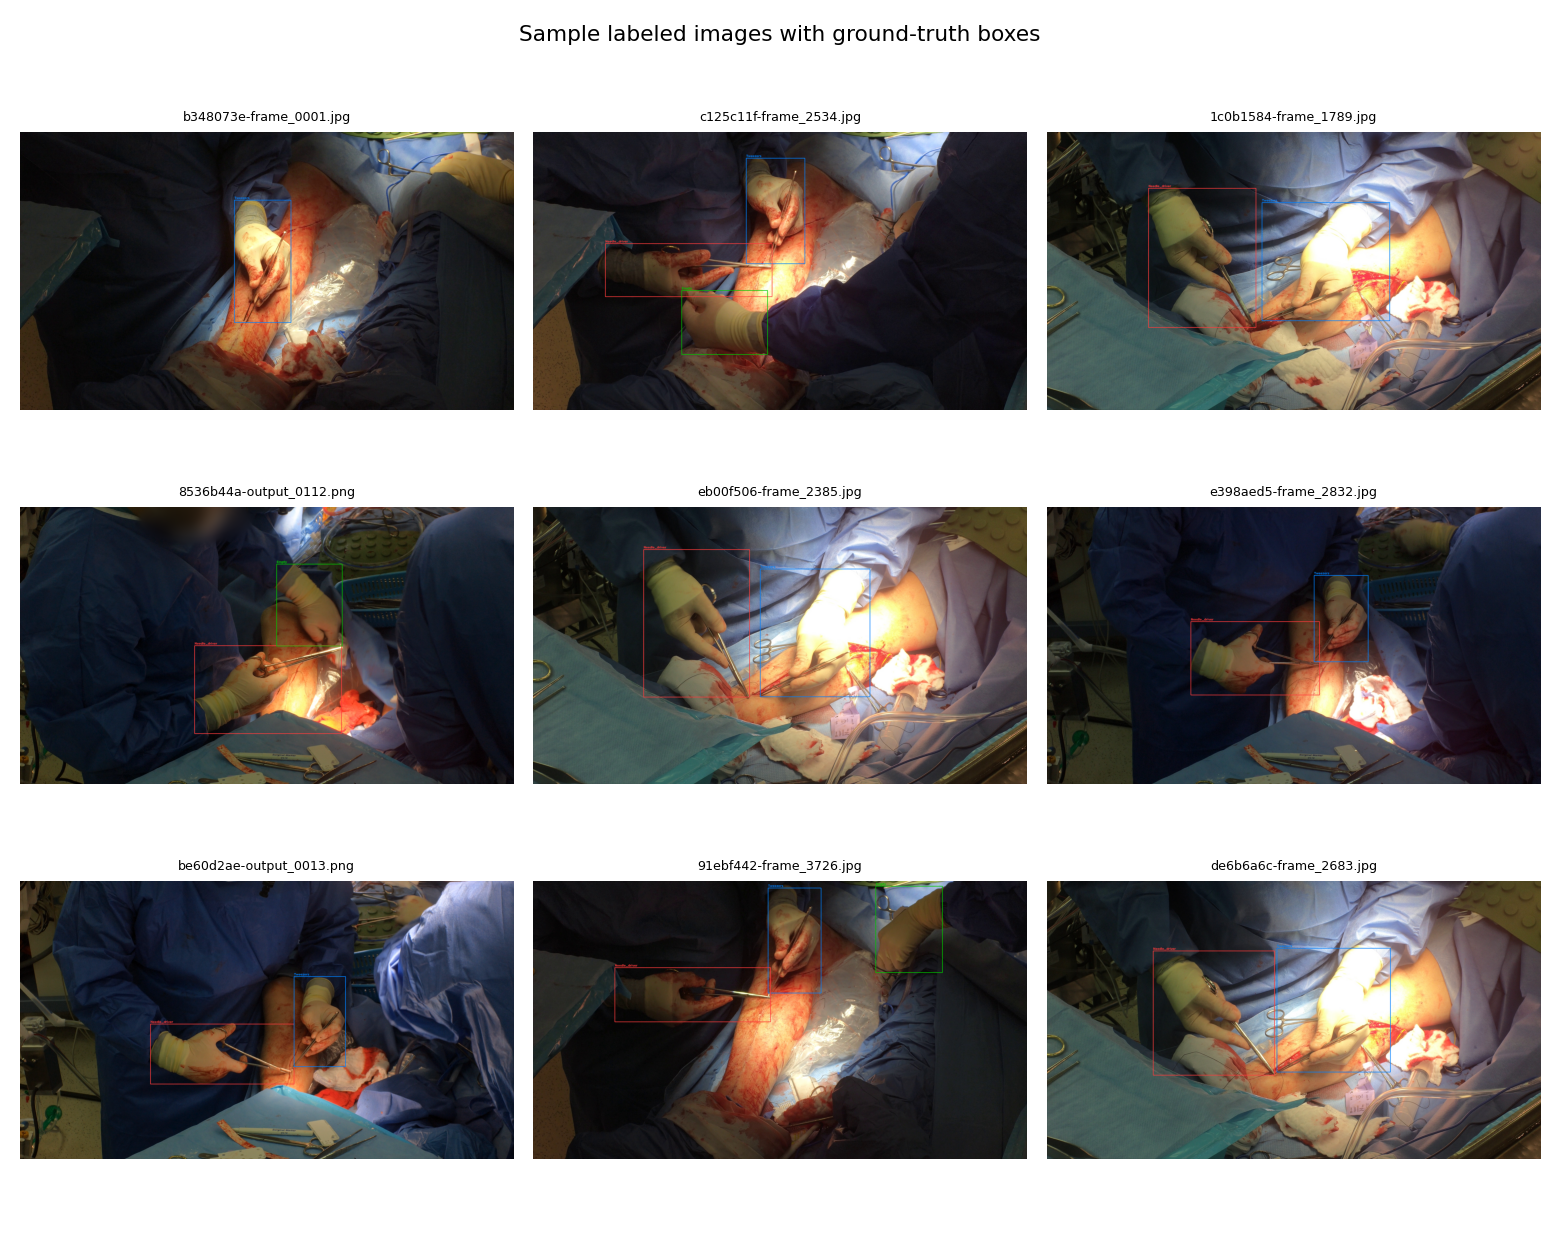 Sample labeled images with ground-truth boxes
b348073e-frame_0001.jpg
c125c11f-frame_2534.jpg
1c0b1584-frame_1789.jpg
8536b44a-output_0112.png
eb00f506-frame_2385.jpg
e398aed5-frame_2832.jpg
be60d2ae-output_0013.png
91ebf442-frame_3726.jpg
de6b6a6c-frame_2683.jpg